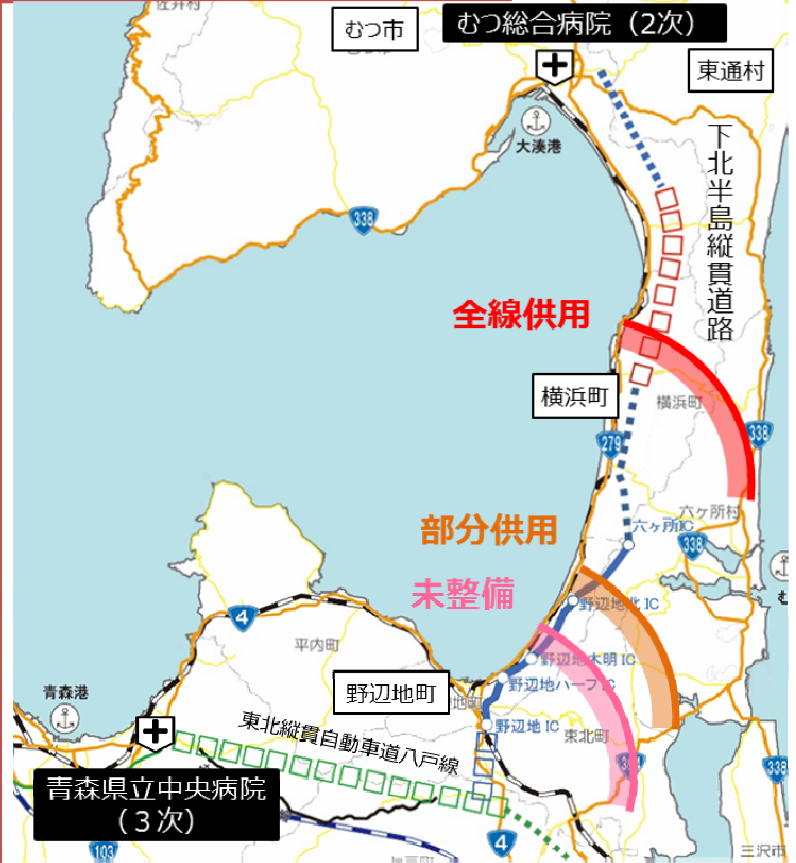 佐井村
むつ市
むつ総合病院（2次）
東通村
大湊港
下北半島縦貫道路
338
全線供用
横浜町
横浜町
279
338
六ヶ所村
六ヶ所IC
338
部分供用
未整備
野辺地北IC
4
平内町
野辺地木明IC
野辺地ハーフIC
野辺地町
青森港
野辺地IC
東北町
東北縦貫自動車道八戸線
338
青森県立中央病院
（３次）
4
103
三沢市